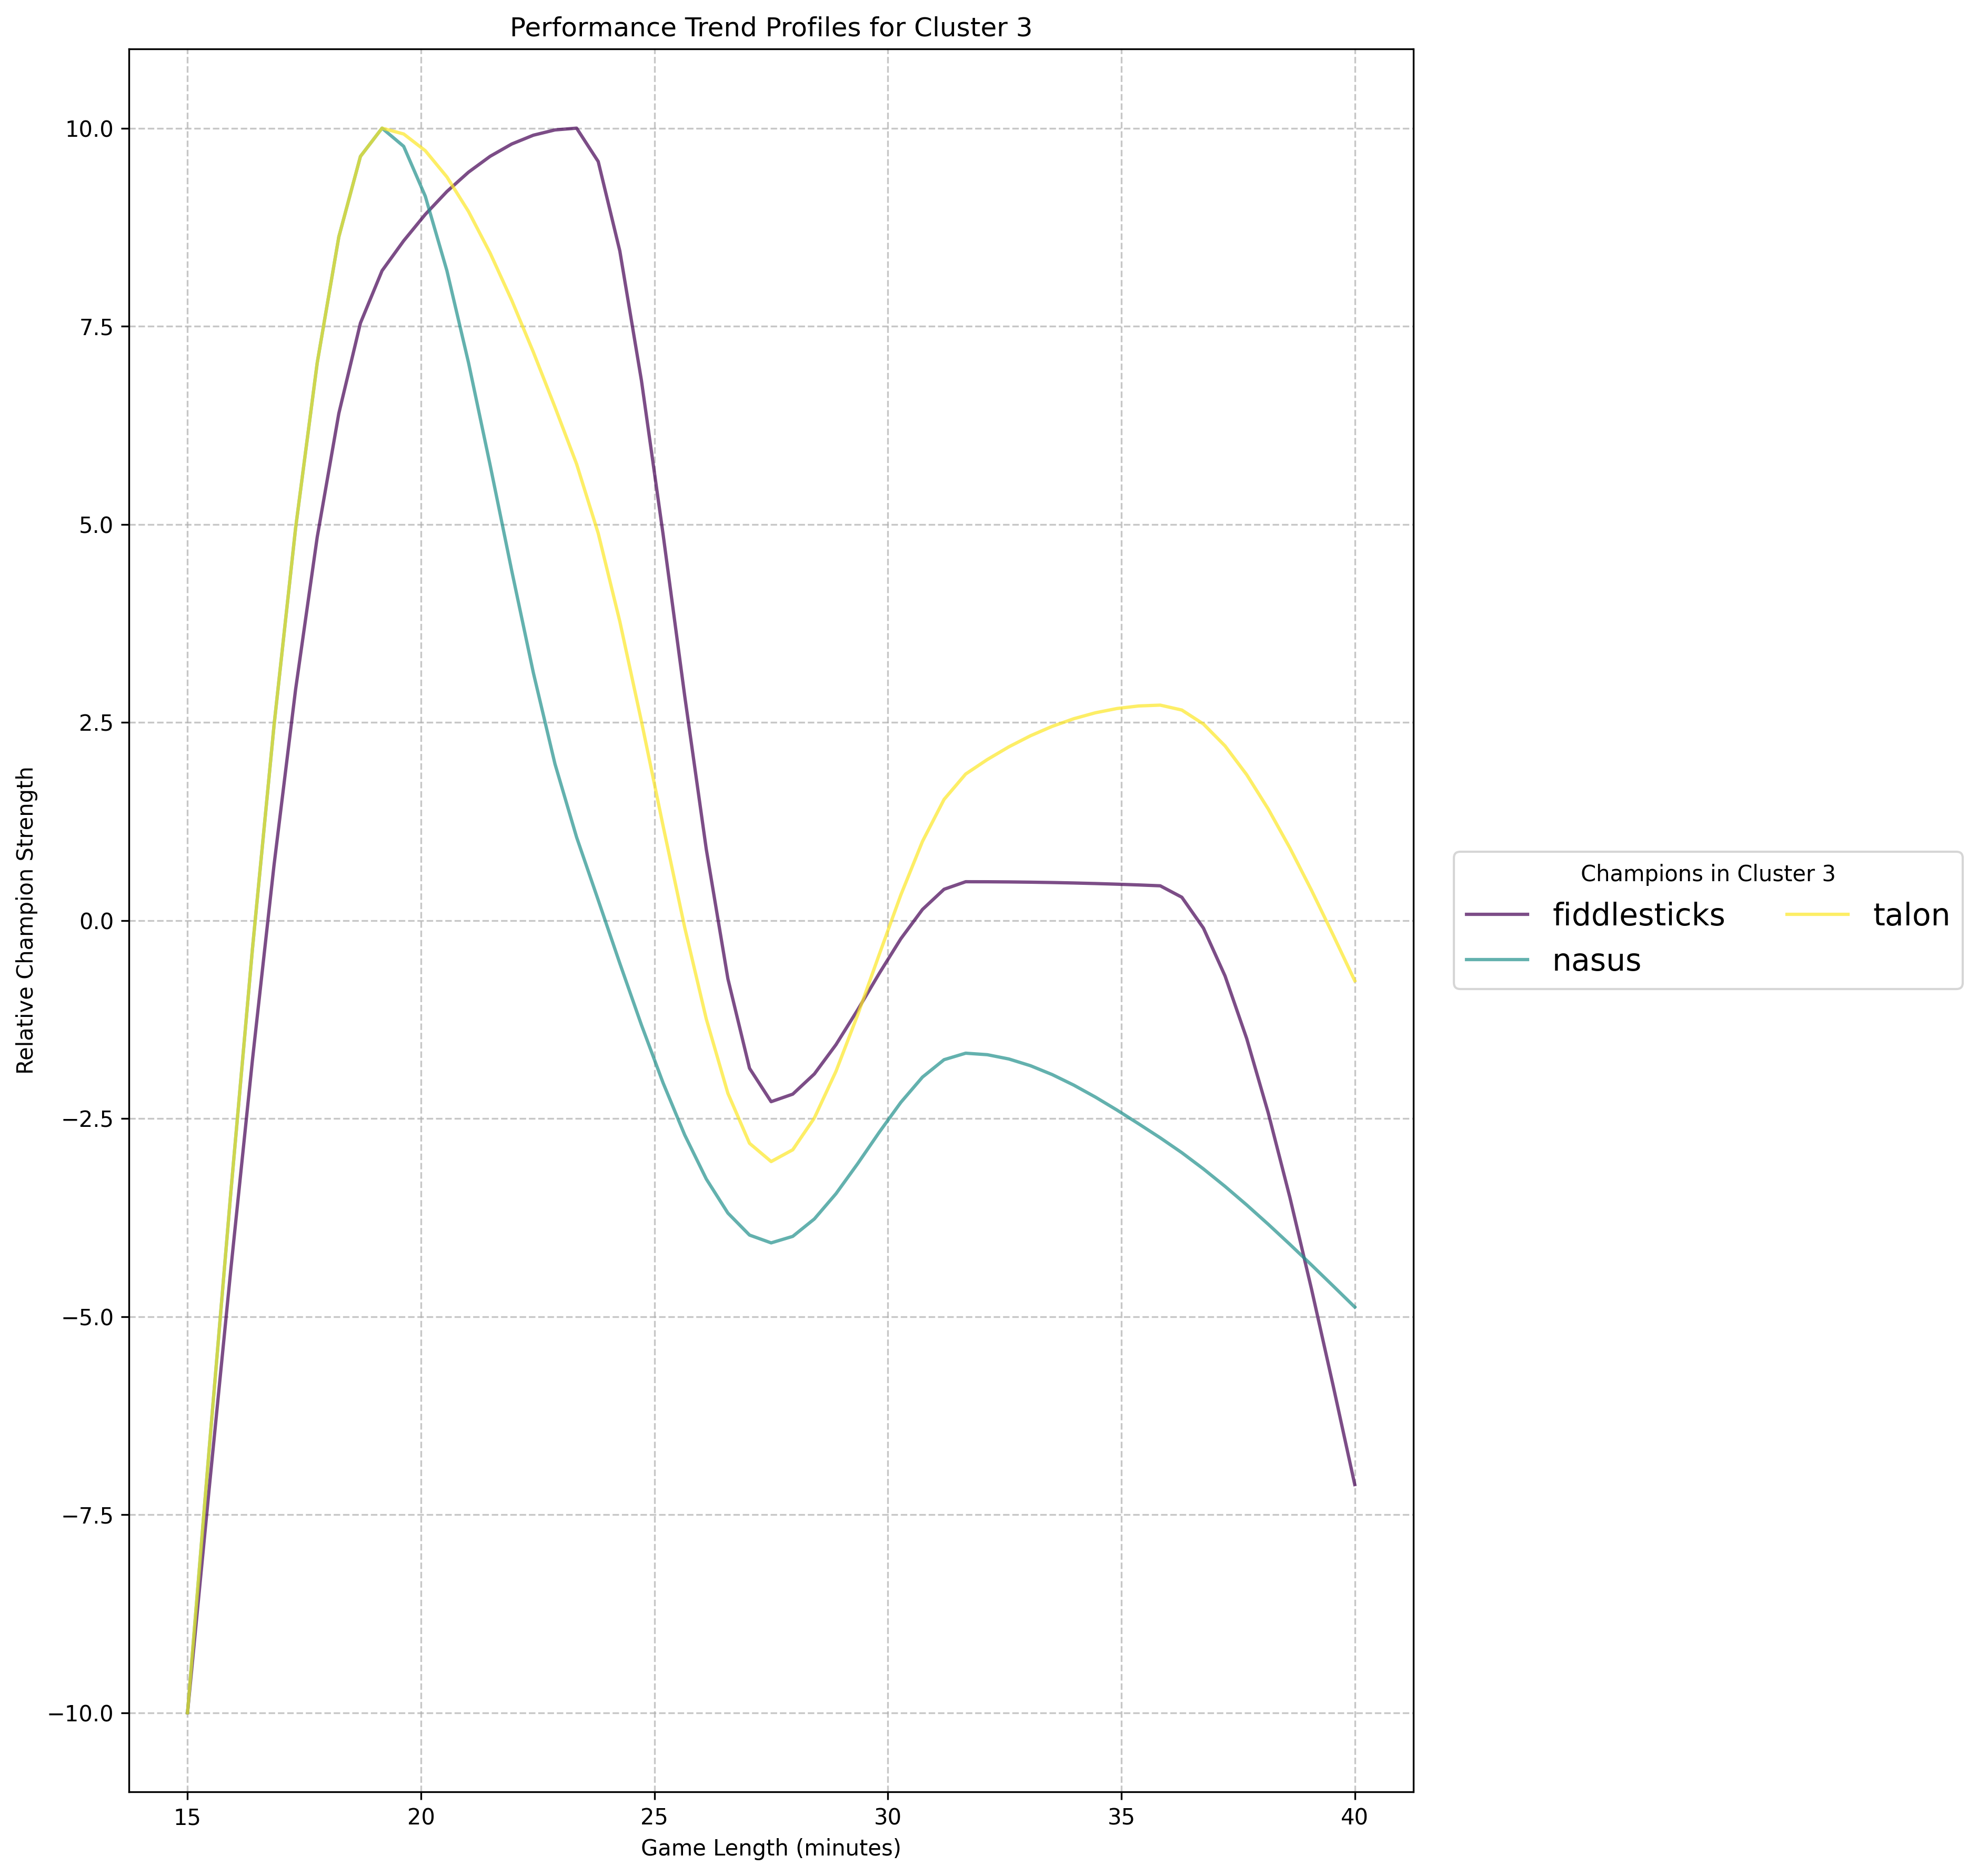 Performance Trend Profiles for Cluster 3
10.0
7.5
5.0
2.5
0.0
−2.5
−5.0
−7.5
−10.0
Relative Champion Strength
15 20 25 30 35 40
Game Length (minutes)
Champions in Cluster 3
fiddlesticks talon
nasus